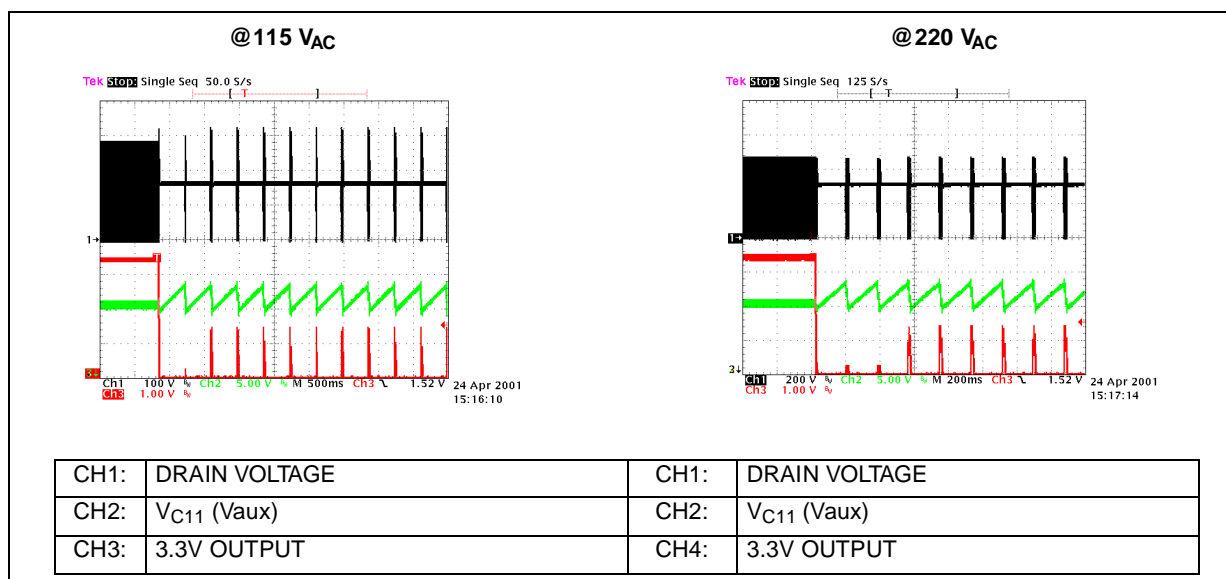 @115 VAC
@220 VAC
Tek Stop: Single Seq 50.0 S/s
[ T ]
1→
T
3↓
Ch1 100 V Ch2 5.00 V M 500ms Ch3 1.52 V
Ch3 1.00 V
24 Apr 2001
15:16:10
Tek Stop: Single Seq 125 S/s
[ T ]
1→
Ch1 200 V Ch2 5.00 V M 200ms Ch3 1.52 V
Ch3 1.00 V
24 Apr 2001
15:17:14
CH1: DRAIN VOLTAGE CH1: DRAIN VOLTAGE
CH2: VC11 (Vaux) CH2: VC11 (Vaux)
CH3: 3.3V OUTPUT CH4: 3.3V OUTPUT